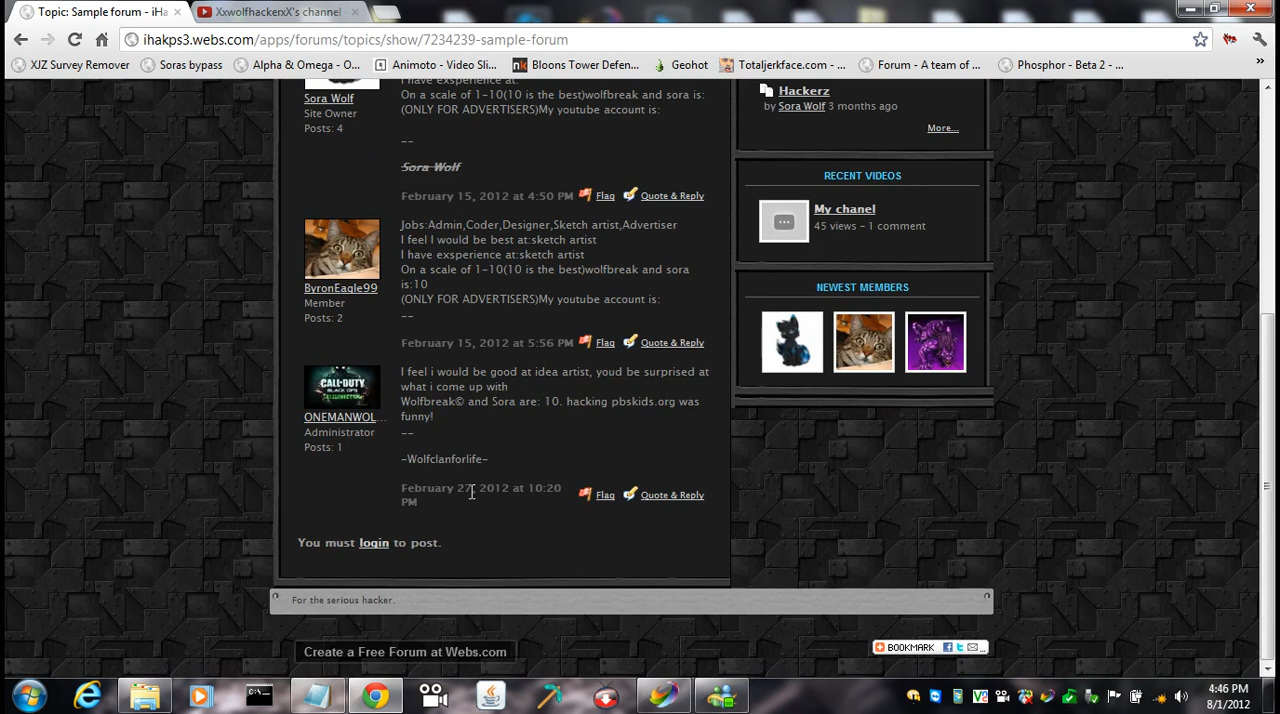 Topic: Sample forum - iHa
XxwolfhackerxX's channel
ihakps3.webs.com/apps/forums/topics/show/7234239-sample-forum
XJZ Survey Remover
Soras bypass
Alpha & Omega - O...
Animoto - Video Sli...
Bloons Tower Defen...
Geohot
Totaljerkface.com - ...
Forum - A team of ...
Phosphor - Beta 2 - ...
»
Sora Wolf
Site Owner
Posts: 4
I have exsperience at:
On a scale of 1-10(10 is the best)wolfbreak and sora is:
(ONLY FOR ADVERTISERS)My youtube account is:
--
Sora Wolf
February 15, 2012 at 4:50 PM Flag Quote & Reply
ByronEagle99
Member
Posts: 2
Jobs:Admin,Coder,Designer,Sketch artist,Advertiser
I feel I would be best at:sketch artist
I have exsperience at:sketch artist
On a scale of 1-10(10 is the best)wolfbreak and sora
is:10
(ONLY FOR ADVERTISERS)My youtube account is:
--
February 15, 2012 at 5:56 PM Flag Quote & Reply
ONEMANWOL...
Administrator
Posts: 1
I feel i would be good at idea artist, youd be surprised at
what i come up with
Wolfbreak© and Sora are: 10. hacking pbskids.org was
funny!
--
-Wolfclanforlife-
February 27, 2012 at 10:20
PM
Flag Quote & Reply
You must login to post.
Hackerz
by Sora Wolf 3 months ago
More...
RECENT VIDEOS
My chanel
45 views - 1 comment
NEWEST MEMBERS
CALL OF DUTY
BLACK OPS
For the serious hacker.
Create a Free Forum at Webs.com
BOOKMARK
4:46 PM
8/1/2012